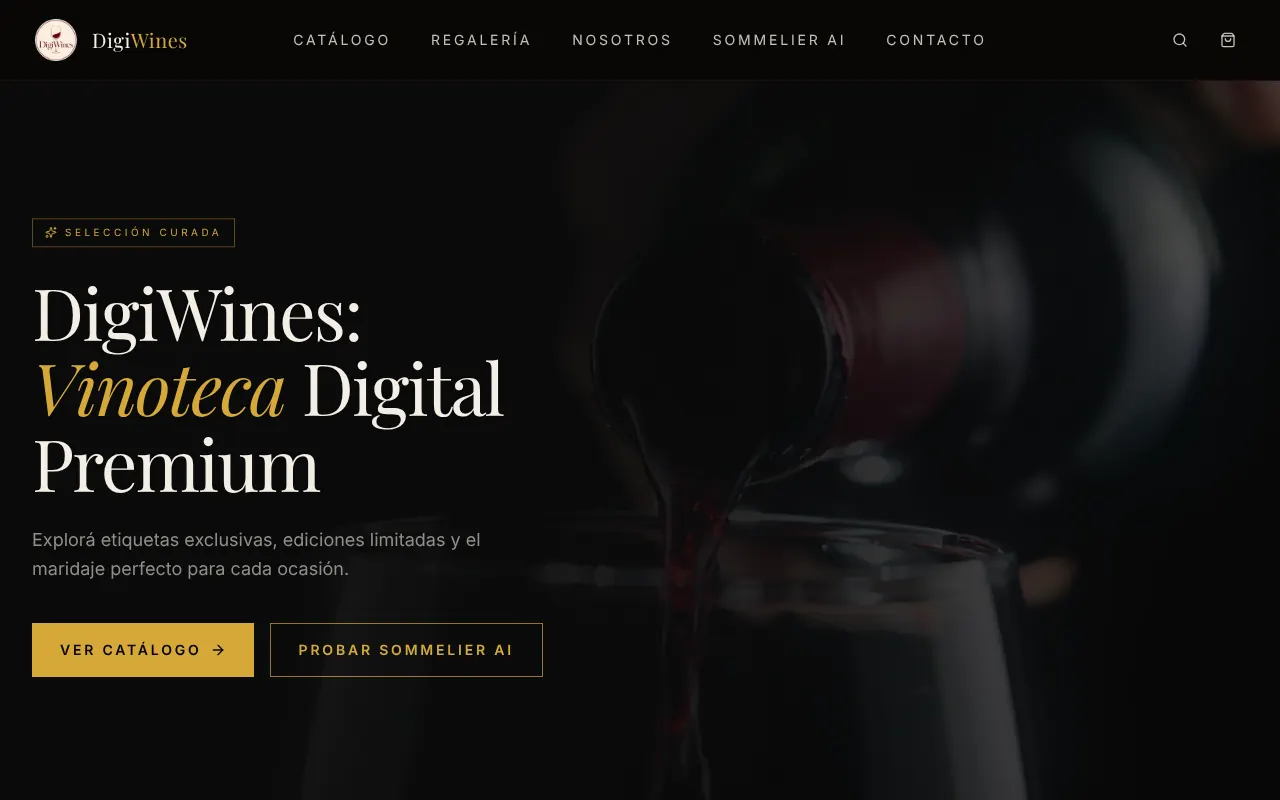 DigiWines
DigiWines
CATÁLOGO
REGALERÍA
NOSOTROS
SOMMELIER AI
CONTACTO
SELECCIÓN CURADA
DigiWines:
Vinoteca Digital
Premium
Explorá etiquetas exclusivas, ediciones limitadas y el
maridaje perfecto para cada ocasión.
VER CATÁLOGO
PROBAR SOMMELIER AI